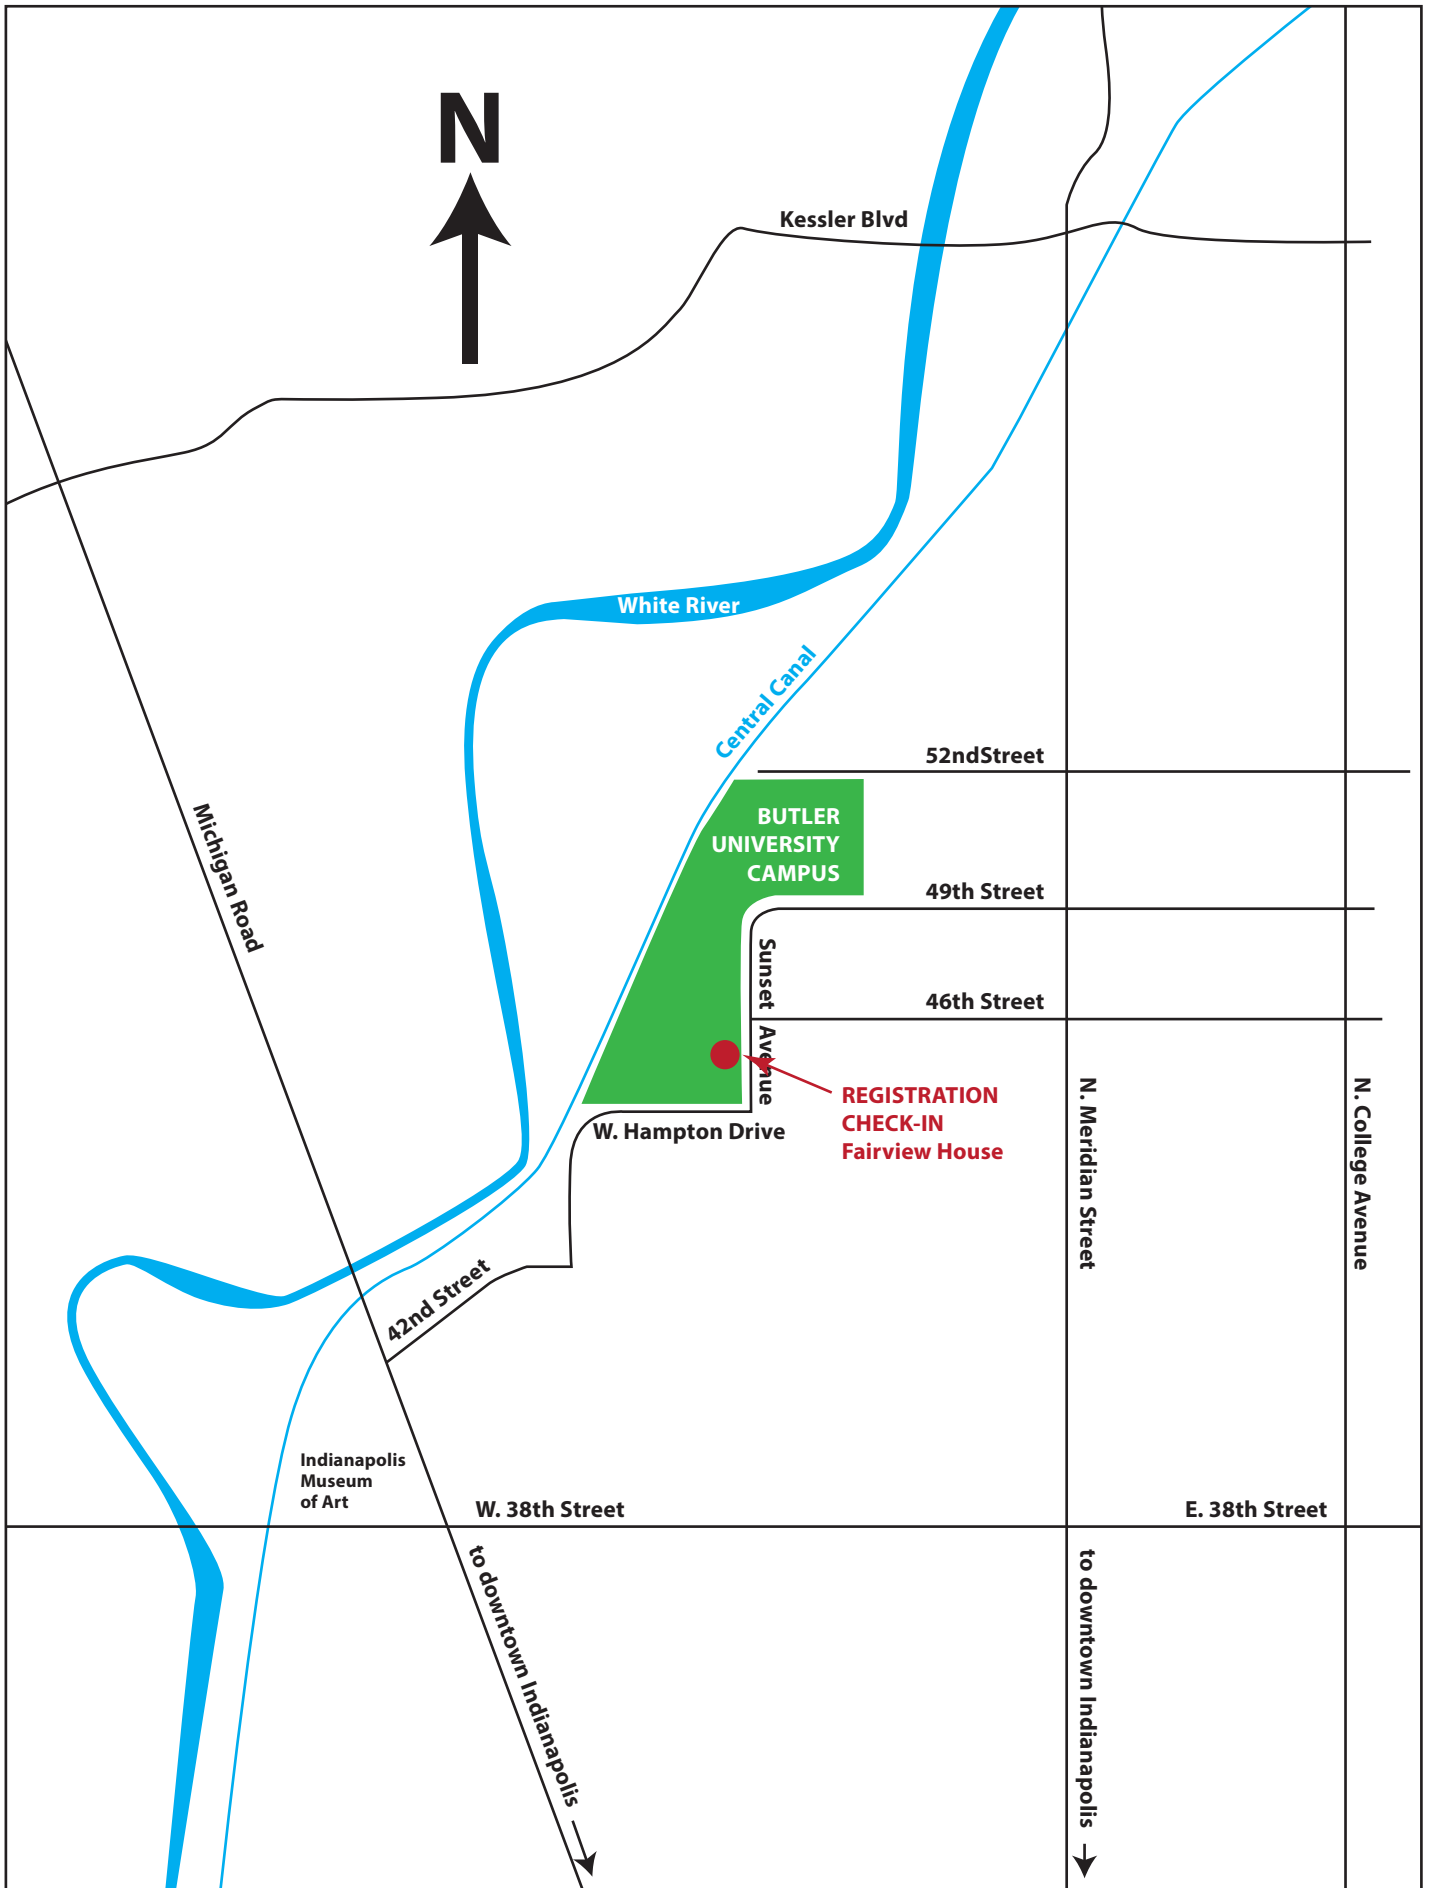 N
Kessler Blvd
White River
Central Canal
52ndStreet
BUTLER
UNIVERSITY
CAMPUS
Michigan Road
49th Street
Sunset Avenue
46th Street
REGISTRATION
CHECK-IN
Fairview House
W. Hampton Drive
N. Meridian Street
N. College Avenue
42nd Street
Indianapolis
Museum
of Art
W. 38th Street
E. 38th Street
to downtown Indianapolis
to downtown Indianapolis